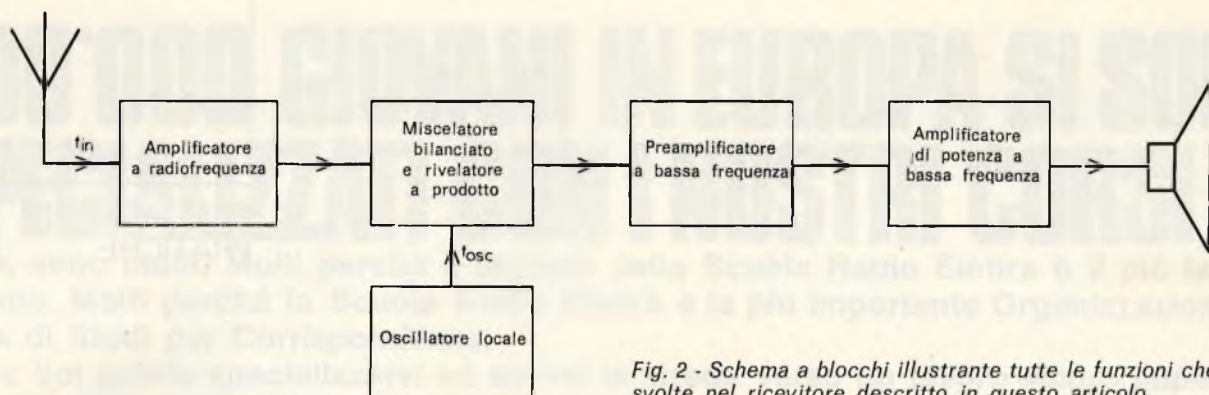 fin
Amplificatore
a radiofrequenza
Miscelatore
bilanciato
e rivelatore
a prodotto
Preamplificatore
a bassa frequenza
Amplificatore
di potenza a
bassa frequenza
fosc
Oscillatore locale
Fig. 2 - Schema a blocchi illustrante tutte le funzioni che
svolte nel ricevitore descritto in questo articolo